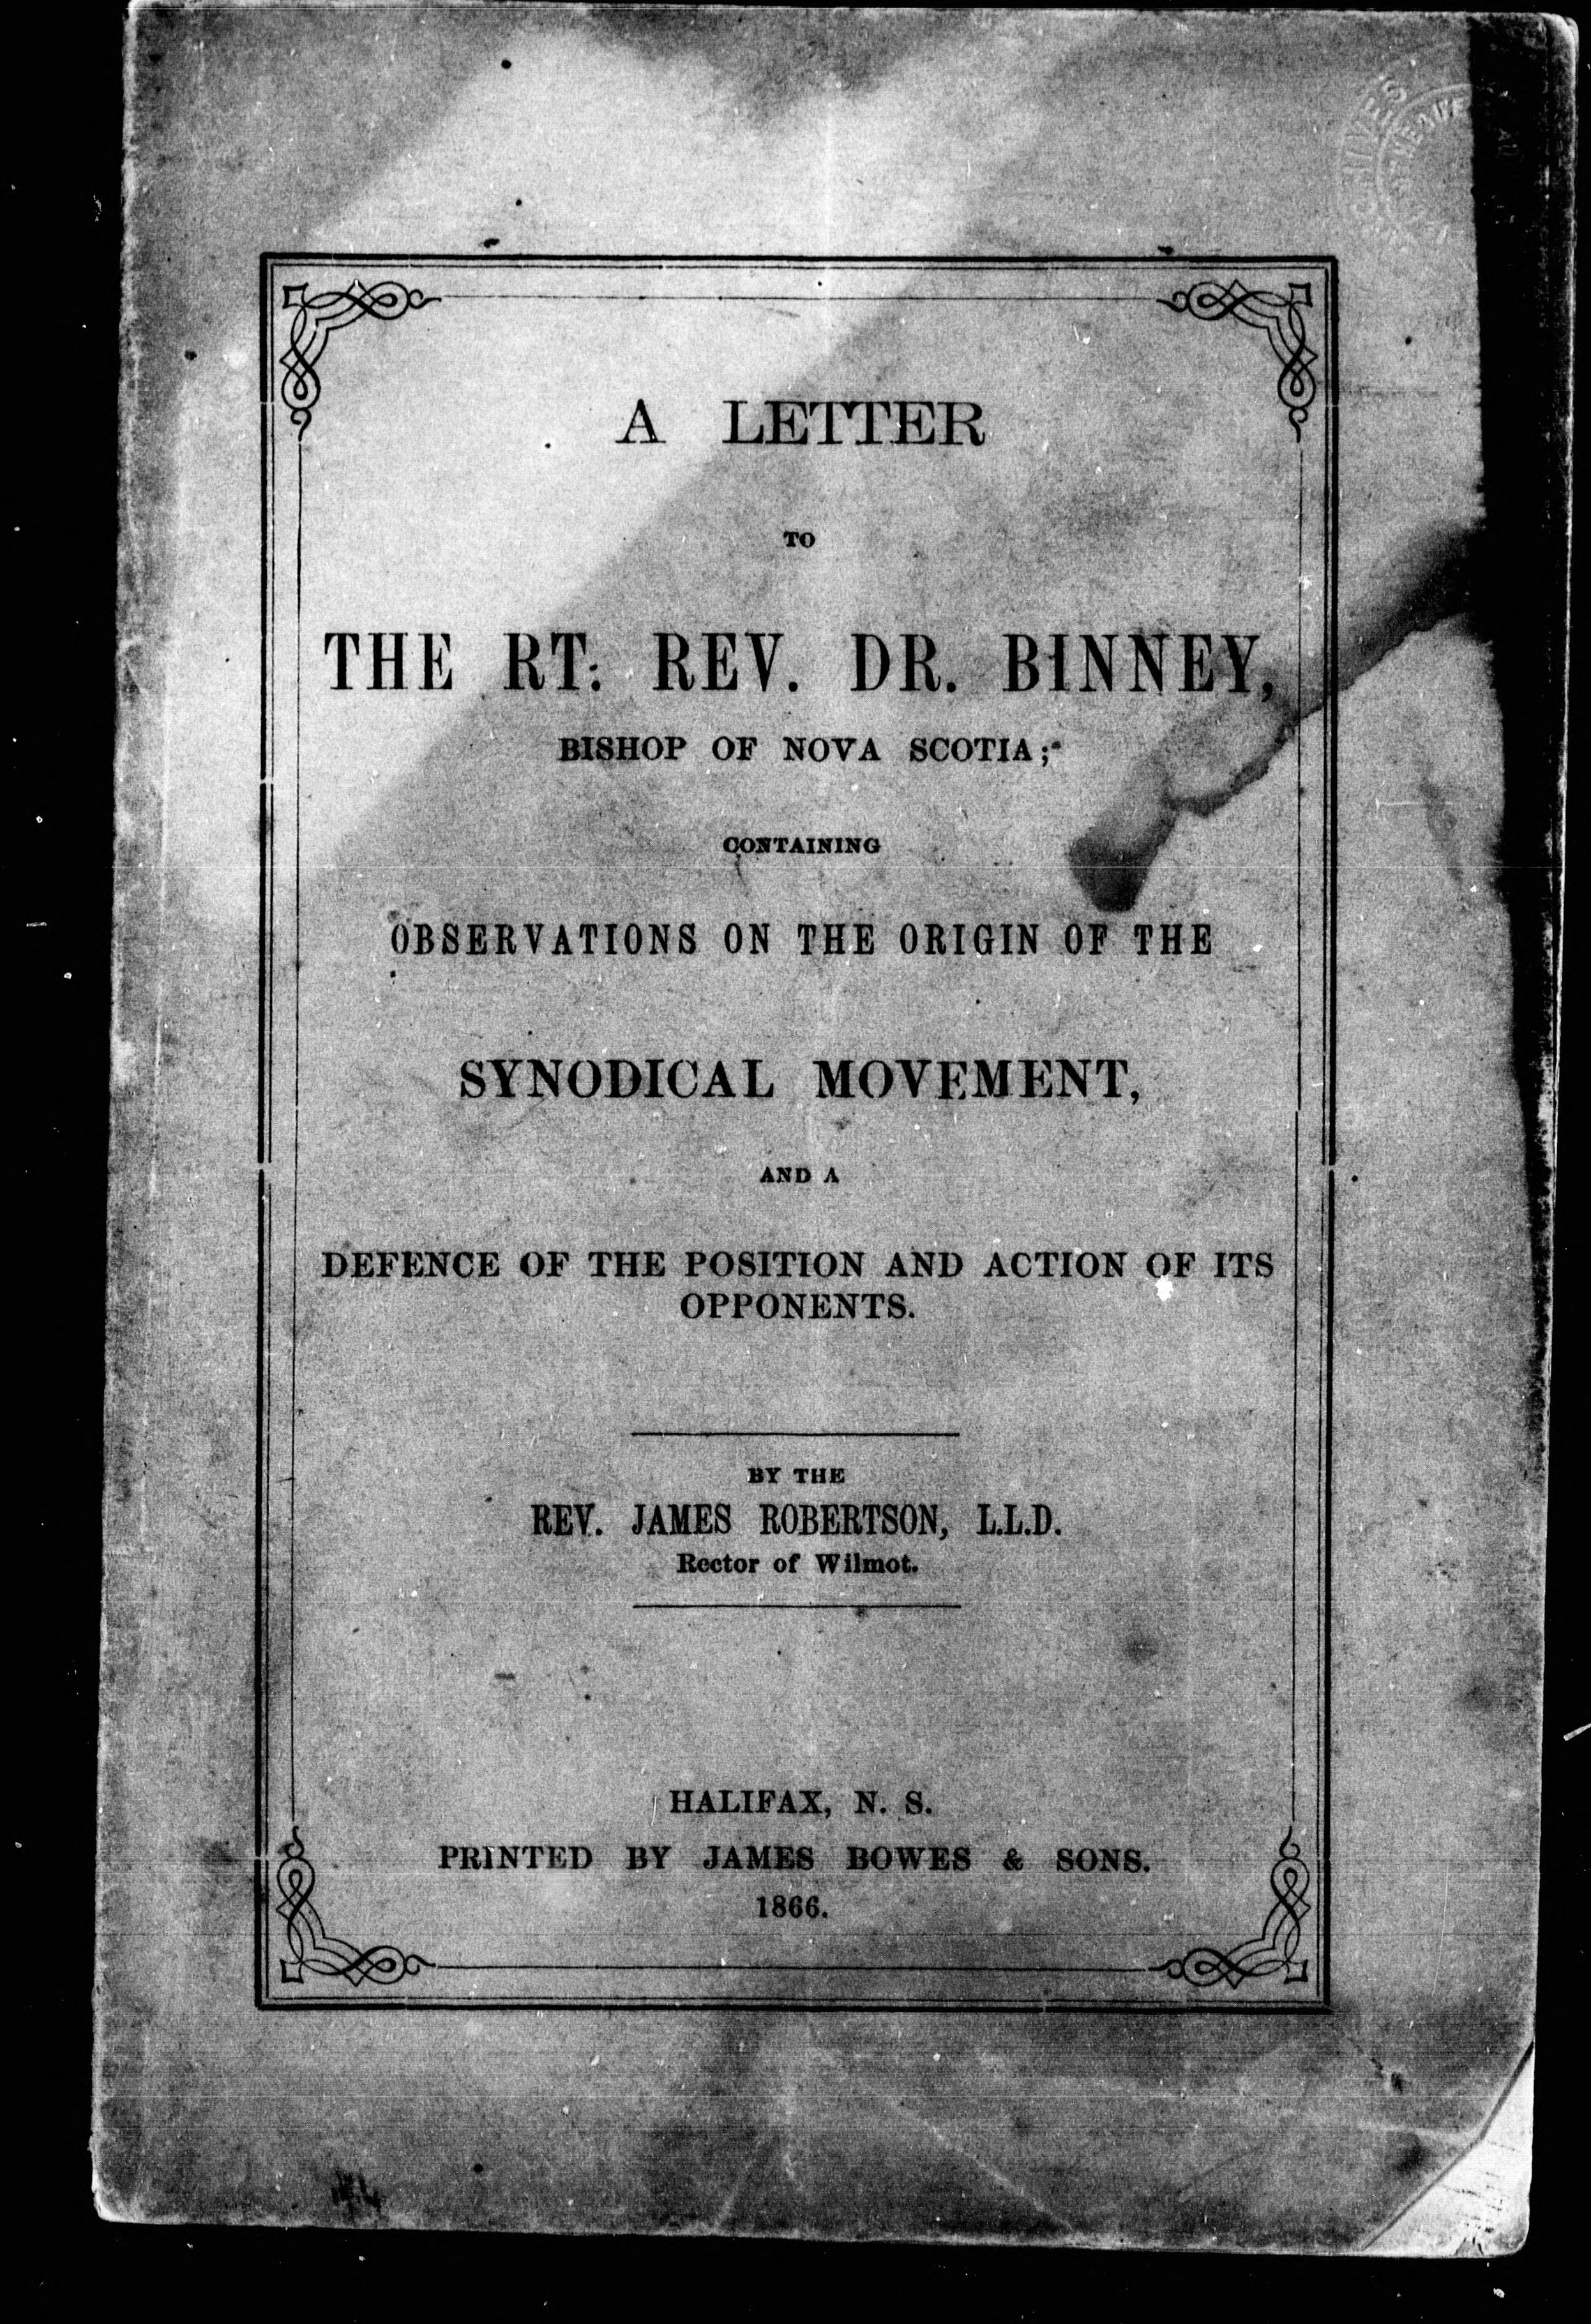 A LETTER
TO
THE RT: REV. DR. BINNEY,
BISHOP OF NOVA SCOTIA;
CONTAINING
OBSERVATIONS ON THE ORIGIN OF THE
SYNODICAL MOVEMENT,
AND A
DEFENCE OF THE POSITION AND ACTION OF ITS
OPPONENTS.
BY THE
REV. JAMES ROBERTSON, L.L.D.
Rector of Wilmot.
HALIFAX, N. S.
PRINTED BY JAMES BOWES & SONS.
1866.